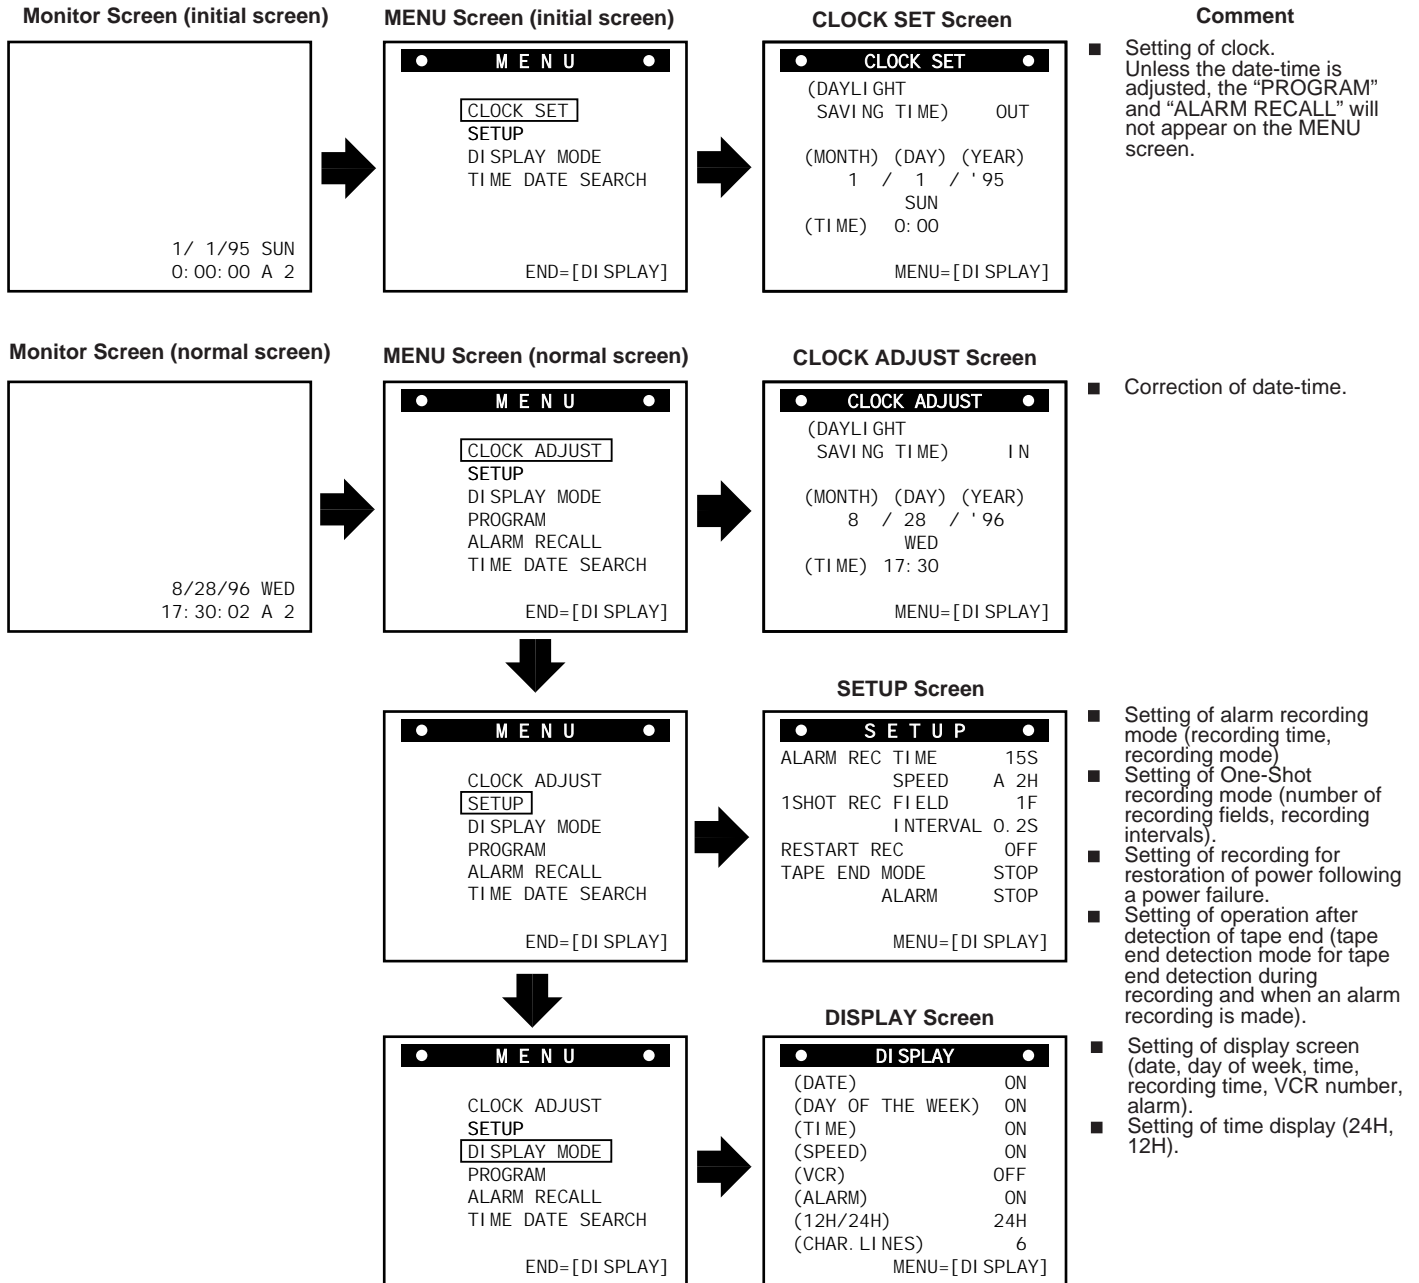 Monitor Screen (initial screen)
1/ 1/95 SUN
0:00:00 A 2
MENU Screen (initial screen)
M E N U
CLOCK SET
SETUP
DISPLAY MODE
TIME DATE SEARCH
END=[DISPLAY]
CLOCK SET Screen
CLOCK SET
(DAYLIGHT
SAVING TIME) OUT
(MONTH) (DAY) (YEAR)
1 / 1 / '95
SUN
(TIME) 0:00
MENU=[DISPLAY]
Comment
■ Setting of clock.
Unless the date-time is
adjusted, the “PROGRAM”
and “ALARM RECALL” will
not appear on the MENU
screen.
Monitor Screen (normal screen)
8/28/96 WED
17:30:02 A 2
MENU Screen (normal screen)
M E N U
CLOCK ADJUST
SETUP
DISPLAY MODE
PROGRAM
ALARM RECALL
TIME DATE SEARCH
END=[DISPLAY]
CLOCK ADJUST Screen
CLOCK ADJUST
(DAYLIGHT
SAVING TIME) IN
(MONTH) (DAY) (YEAR)
8 / 28 / '96
WED
(TIME) 17:30
MENU=[DISPLAY]
■ Correction of date-time.
M E N U
CLOCK ADJUST
SETUP
DISPLAY MODE
PROGRAM
ALARM RECALL
TIME DATE SEARCH
END=[DISPLAY]
SETUP Screen
S E T U P
ALARM REC TIME 15S
SPEED A 2H
1SHOT REC FIELD 1F
INTERVAL 0.2S
RESTART REC OFF
TAPE END MODE STOP
ALARM STOP
MENU=[DISPLAY]
■ Setting of alarm recording
mode (recording time,
recording mode)
■ Setting of One-Shot
recording mode (number of
recording fields, recording
intervals).
■ Setting of recording for
restoration of power following
a power failure.
■ Setting of operation after
detection of tape end (tape
end detection mode for tape
end detection during
recording and when an alarm
recording is made).
M E N U
CLOCK ADJUST
SETUP
DISPLAY MODE
PROGRAM
ALARM RECALL
TIME DATE SEARCH
END=[DISPLAY]
DISPLAY Screen
DISPLAY
(DATE) ON
(DAY OF THE WEEK) ON
(TIME) ON
(SPEED) ON
(VCR) OFF
(ALARM) ON
(12H/24H) 24H
(CHAR.LINES) 6
MENU=[DISPLAY]
■ Setting of display screen
(date, day of week, time,
recording time, VCR number,
alarm).
■ Setting of time display (24H,
12H).